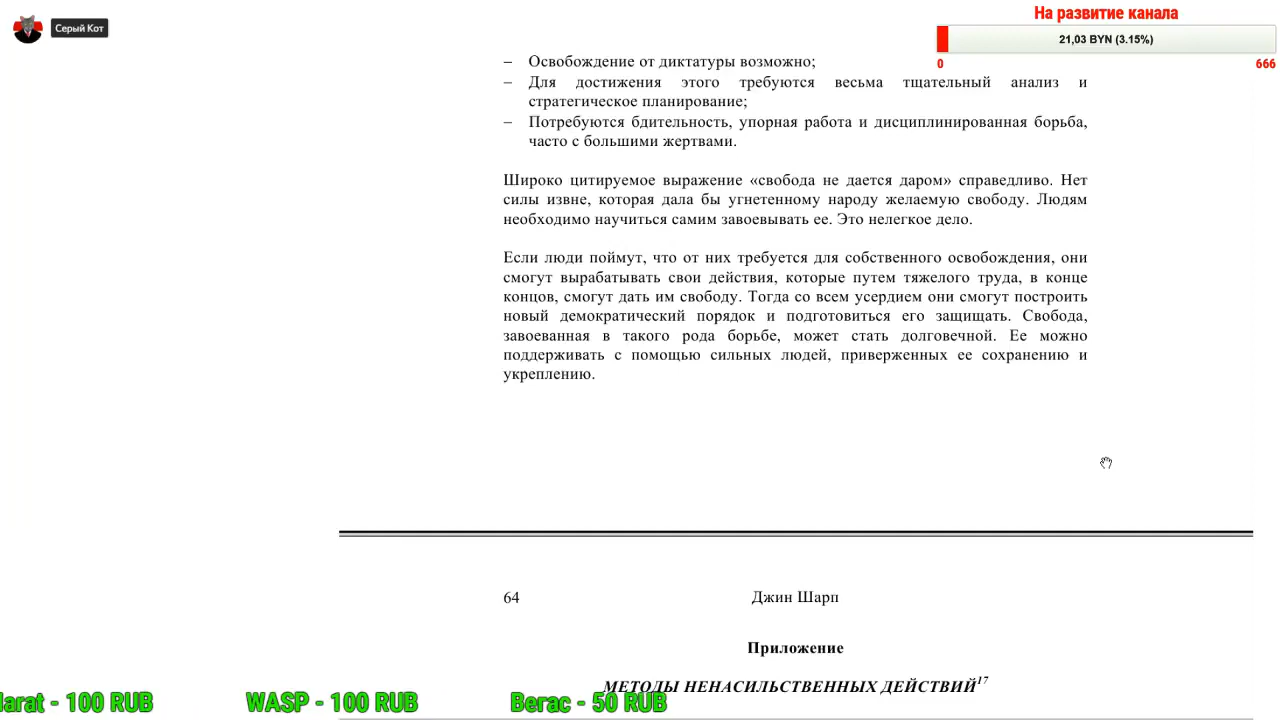 Серый Кот
На развитие канала
21,03 BYN (3.15%)
0
666
– Освобождение от диктатуры возможно;
– Для достижения этого требуются весьма тщательный анализ и
стратегическое планирование;
– Потребуются бдительность, упорная работа и дисциплинированная борьба,
часто с большими жертвами.
Широко цитируемое выражение «свобода не дается даром» справедливо. Нет
силы извне, которая дала бы угнетенному народу желаемую свободу. Людям
необходимо научиться самим завоевывать ее. Это нелегкое дело.
Если люди поймут, что от них требуется для собственного освобождения, они
смогут вырабатывать свои действия, которые путем тяжелого труда, в конце
концов, смогут дать им свободу. Тогда со всем усердием они смогут построить
новый демократический порядок и подготовиться его защищать. Свобода,
завоеванная в такого рода борьбе, может стать долговечной. Ее можно
поддерживать с помощью сильных людей, приверженных ее сохранению и
укреплению.
64
Джин Шарп
Приложение
МЕТОДЫ НЕНАСИЛЬСТВЕННЫХ ДЕЙСТВИЙ17
arat - 100 RUB
WASP - 100 RUB
Berac - 50 RUB